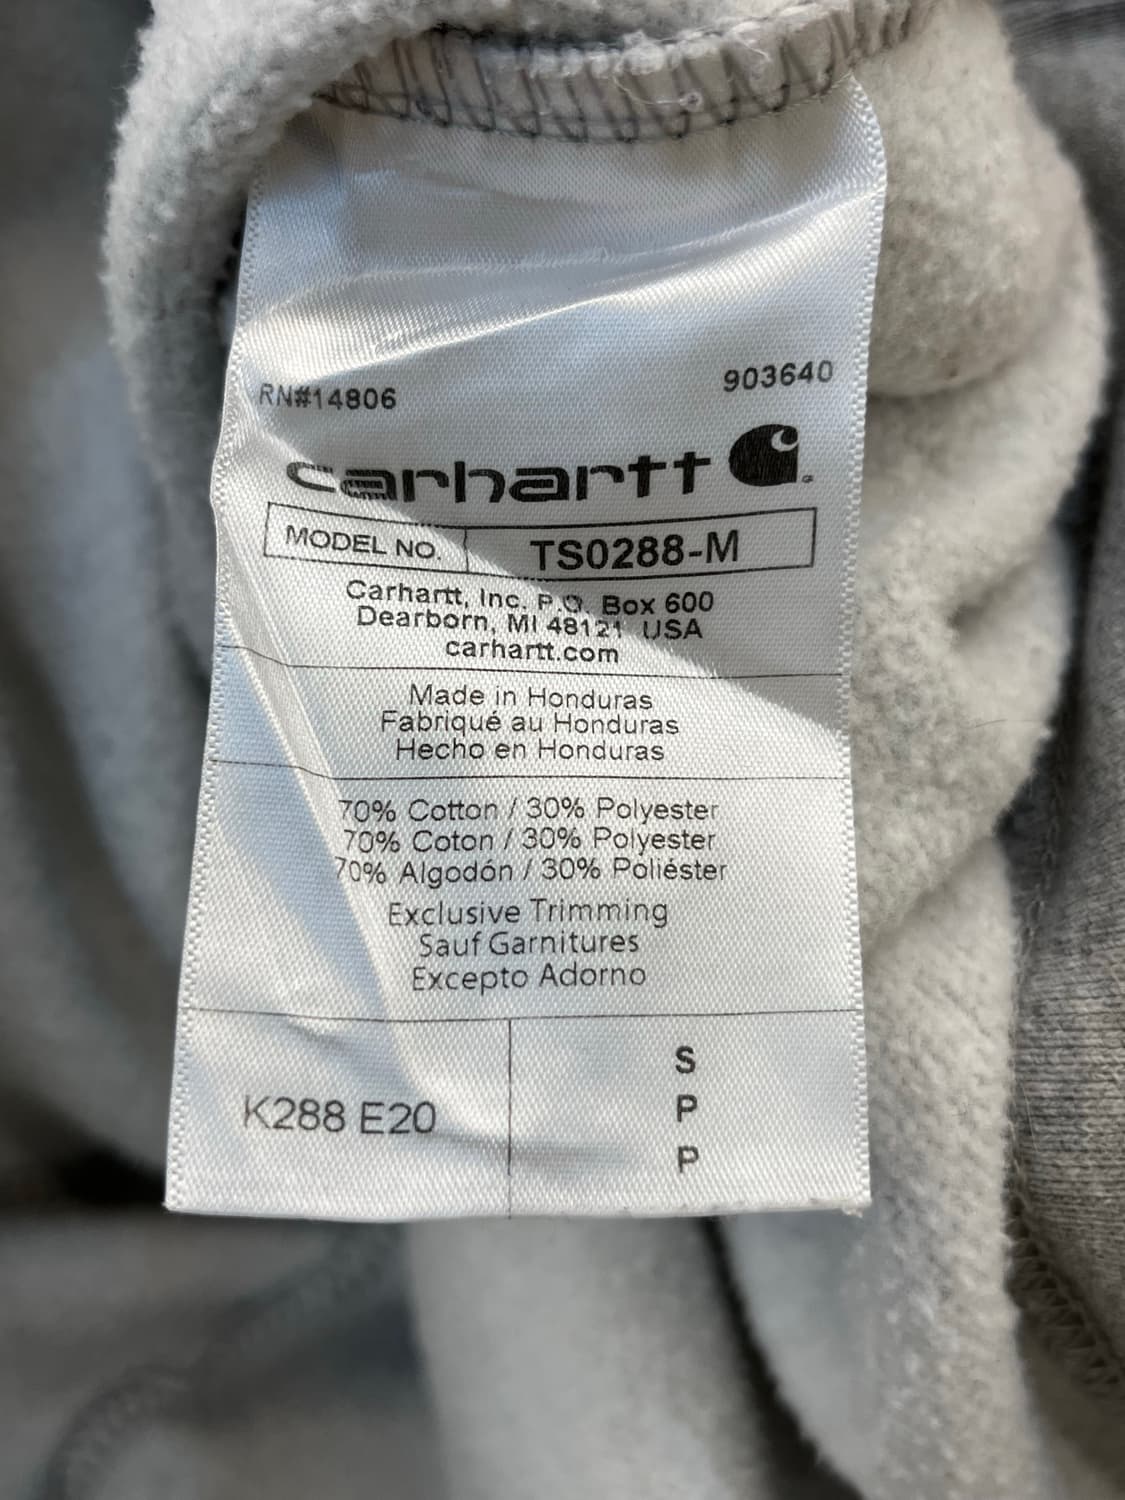 RN#14806
903640
carhartt
MODEL NO. TS0288-M
Carhartt, Inc. P.O. Box 600
Dearborn, MI 48121 USA
carhartt.com
Made in Honduras
Fabriqué au Honduras
Hecho en Honduras
70% Cotton / 30% Polyester
70% Coton / 30% Polyester
70% Algodón / 30% Poliéster
Exclusive Trimming
Sauf Garnitures
Excepto Adorno
K288 E20
S
P
P